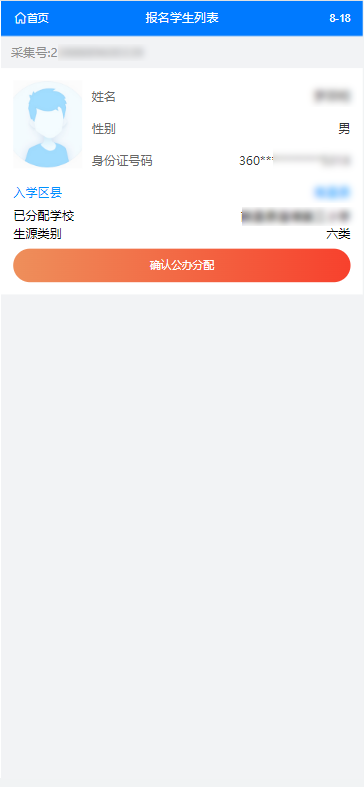 首页 报名学生列表 8-18
采集号:2
姓名
性别 男
身份证号码 360***
入学区县
已分配学校
生源类别 六类
确认公办分配